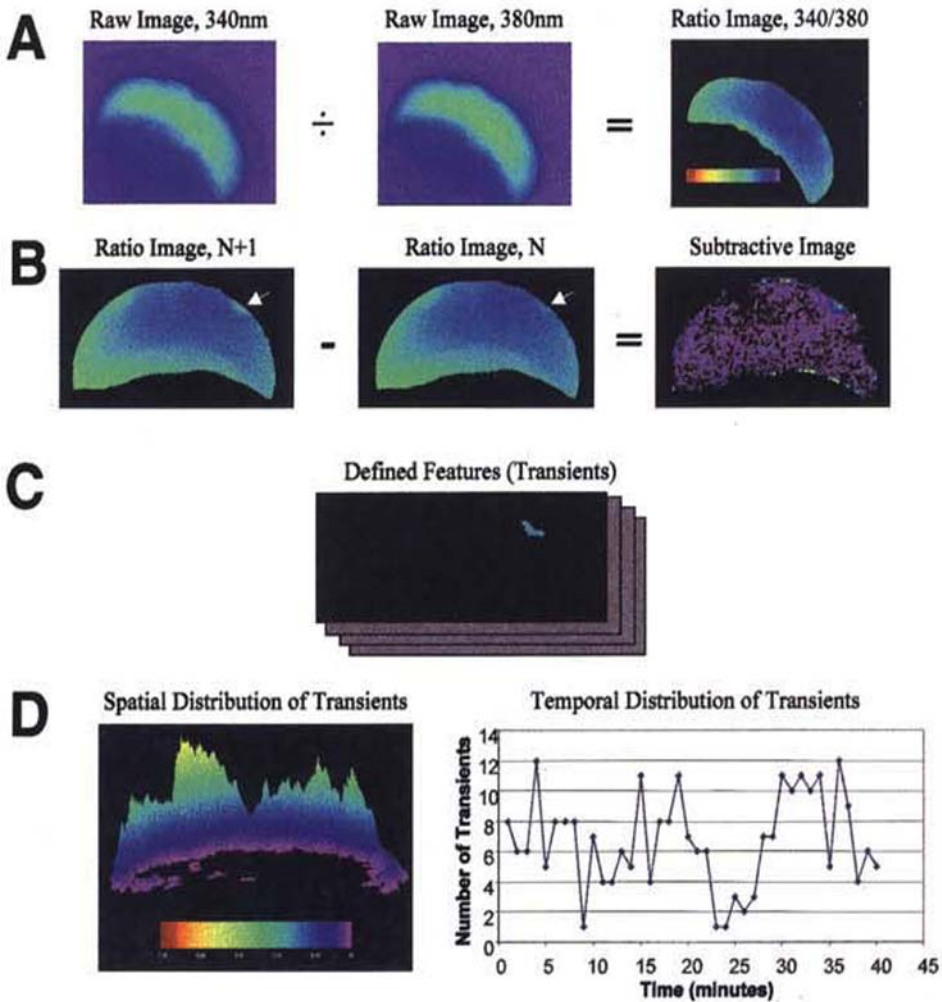 A
Raw Image, 340nm
Raw Image, 380nm
Ratio Image, 340/380
÷
=
B
Ratio Image, N+1
Ratio Image, N
Subtractive Image
-
=
C
Defined Features (Transients)
D
Spatial Distribution of Transients
Temporal Distribution of Transients
Number of Transients
14
12
10
8
6
4
2
0
0 5 10 15 20 25 30 35 40 45
Time (minutes)